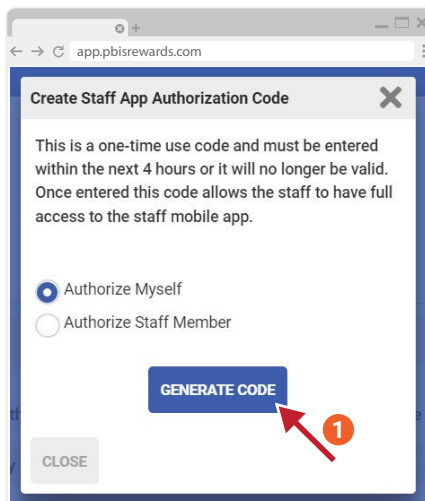 app.pbisrewards.com
Create Staff App Authorization Code
This is a one-time use code and must be entered
within the next 4 hours or it will no longer be valid.
Once entered this code allows the staff to have full
access to the staff mobile app.
Authorize Myself
Authorize Staff Member
GENERATE CODE
1
CLOSE